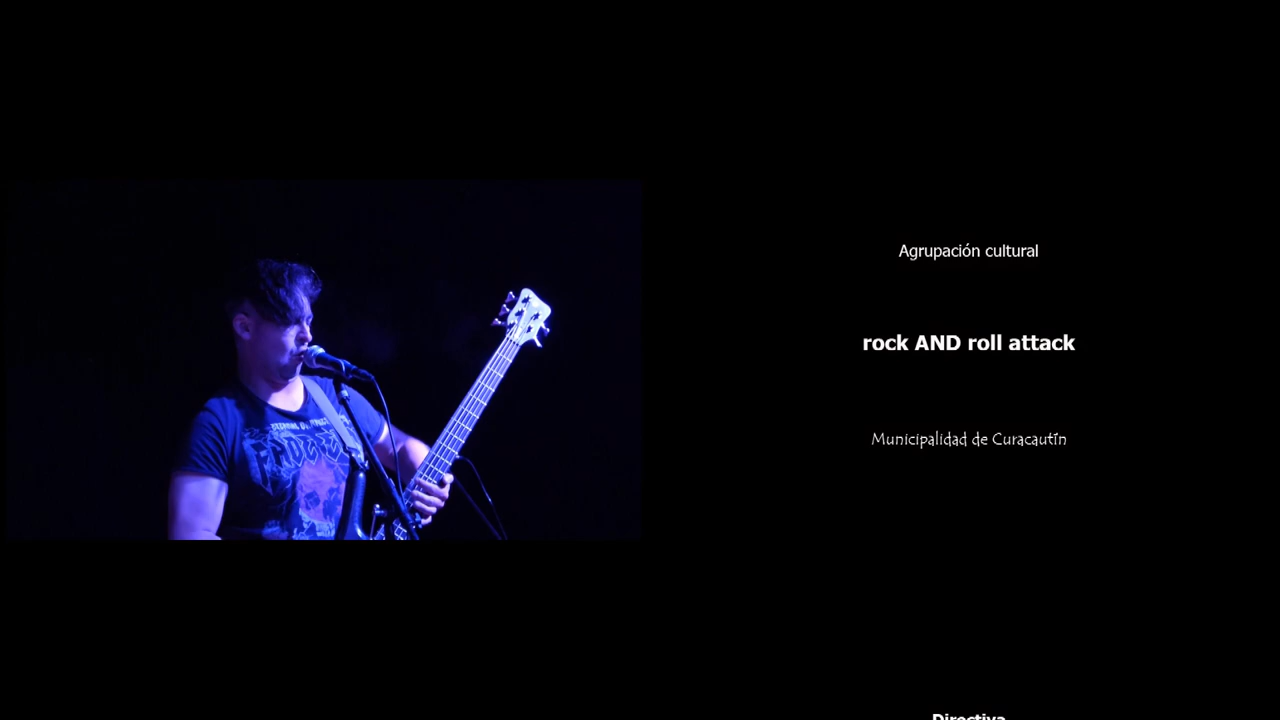 Agrupación cultural
rock AND roll attack
Municipalidad de Curacautín
Directiva